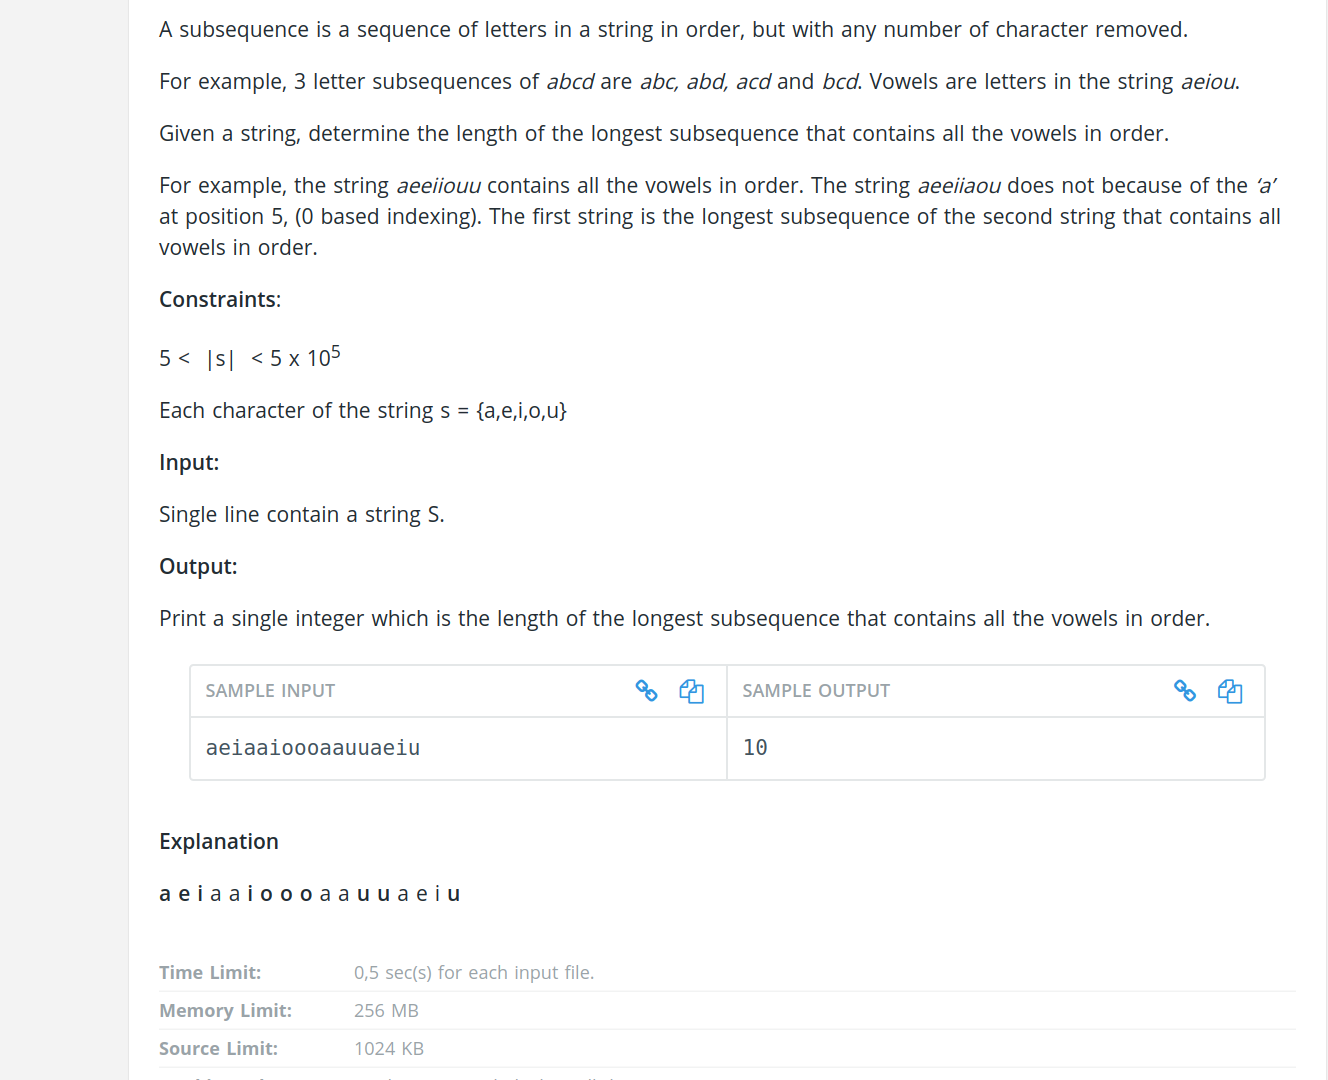 A subsequence is a sequence of letters in a string in order, but with any number of character removed.
For example, 3 letter subsequences of abcd are abc, abd, acd and bcd. Vowels are letters in the string aeiou.
Given a string, determine the length of the longest subsequence that contains all the vowels in order.
For example, the string aeeiiouu contains all the vowels in order. The string aeeiiaou does not because of the ‘a’
at position 5, (0 based indexing). The first string is the longest subsequence of the second string that contains all
vowels in order.
Constraints:
5 < |s| < 5 x 10⁵
Each character of the string s = {a,e,i,o,u}
Input:
Single line contain a string S.
Output:
Print a single integer which is the length of the longest subsequence that contains all the vowels in order.
SAMPLE INPUT SAMPLE OUTPUT
aeiaaioooaauuaeiu 10
Explanation
a e i a a i o o o a a u u a e i u
Time Limit: 0,5 sec(s) for each input file.
Memory Limit: 256 MB
Source Limit: 1024 KB